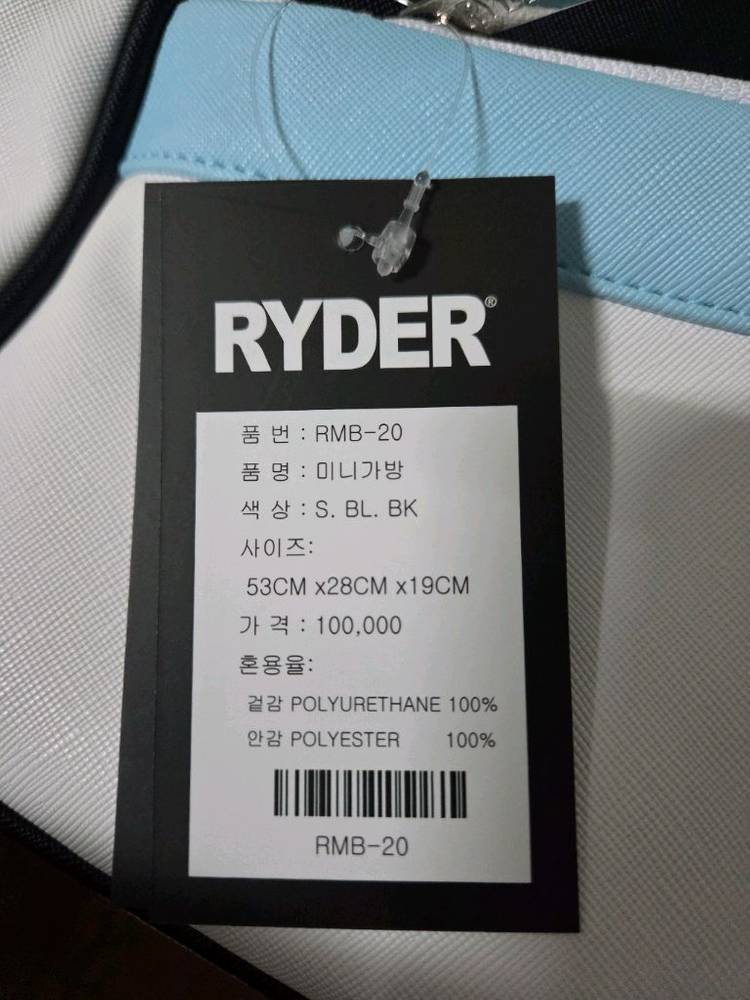 RYDER®
품 번 : RMB-20
품 명 : 미니가방
색 상 : S. BL. BK
사이즈:
53CM x28CM x19CM
가 격 : 100,000
혼용율:
겉감 POLYURETHANE 100%
안감 POLYESTER 100%
RMB-20